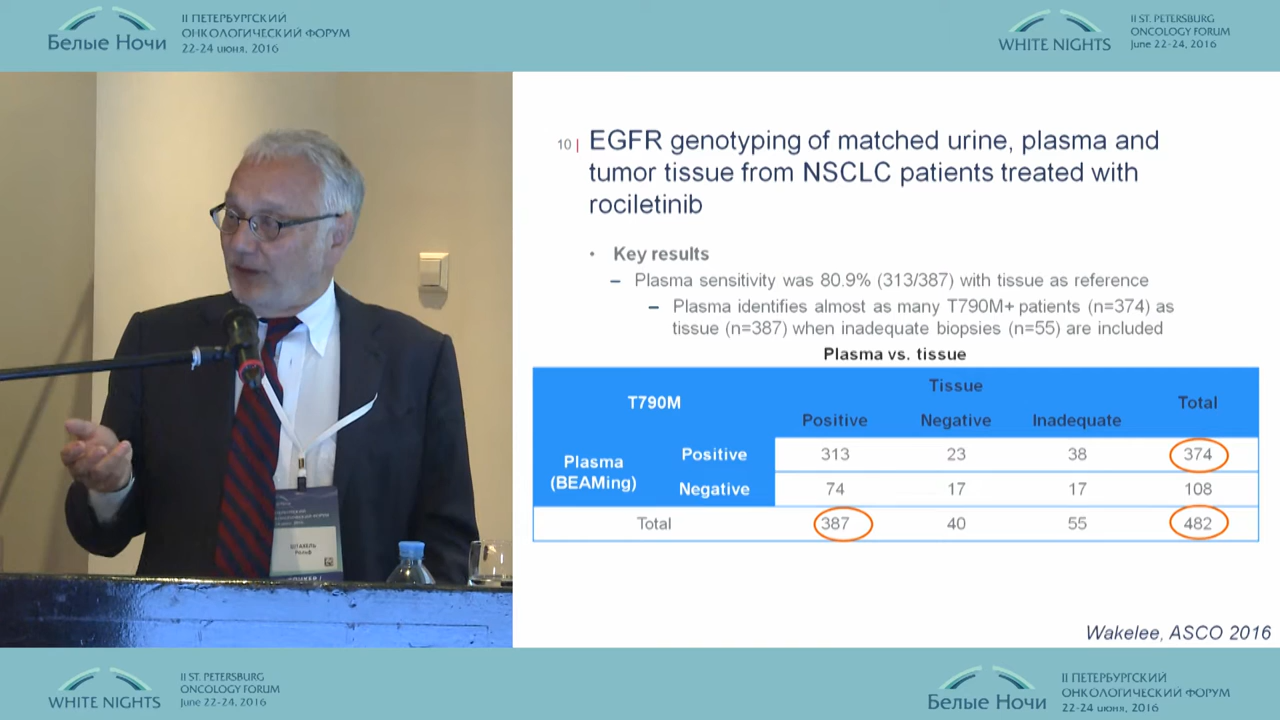 Белые Ночи
II ПЕТЕРБУРГСКИЙ
ОНКОЛОГИЧЕСКИЙ ФОРУМ
22-24 июня, 2016
WHITE NIGHTS
II ST. PETERSBURG
ONCOLOGY FORUM
June 22-24, 2016
10 | EGFR genotyping of matched urine, plasma and
tumor tissue from NSCLC patients treated with
rociletinib
• Key results
– Plasma sensitivity was 80.9% (313/387) with tissue as reference
– Plasma identifies almost as many T790M+ patients (n=374) as
tissue (n=387) when inadequate biopsies (n=55) are included
Plasma vs. tissue
T790M Tissue Total
Positive Negative Inadequate
Plasma
(BEAMing)
Positive 313 23 38 374
Negative 74 17 17 108
Total 387 40 55 482
Wakelee, ASCO 2016
ШТАЕЛЬ
Рольф
WHITE NIGHTS
II ST. PETERSBURG
ONCOLOGY FORUM
June 22-24, 2016
Белые Ночи
II ПЕТЕРБУРГСКИЙ
ОНКОЛОГИЧЕСКИЙ ФОРУМ
22-24 июня, 2016